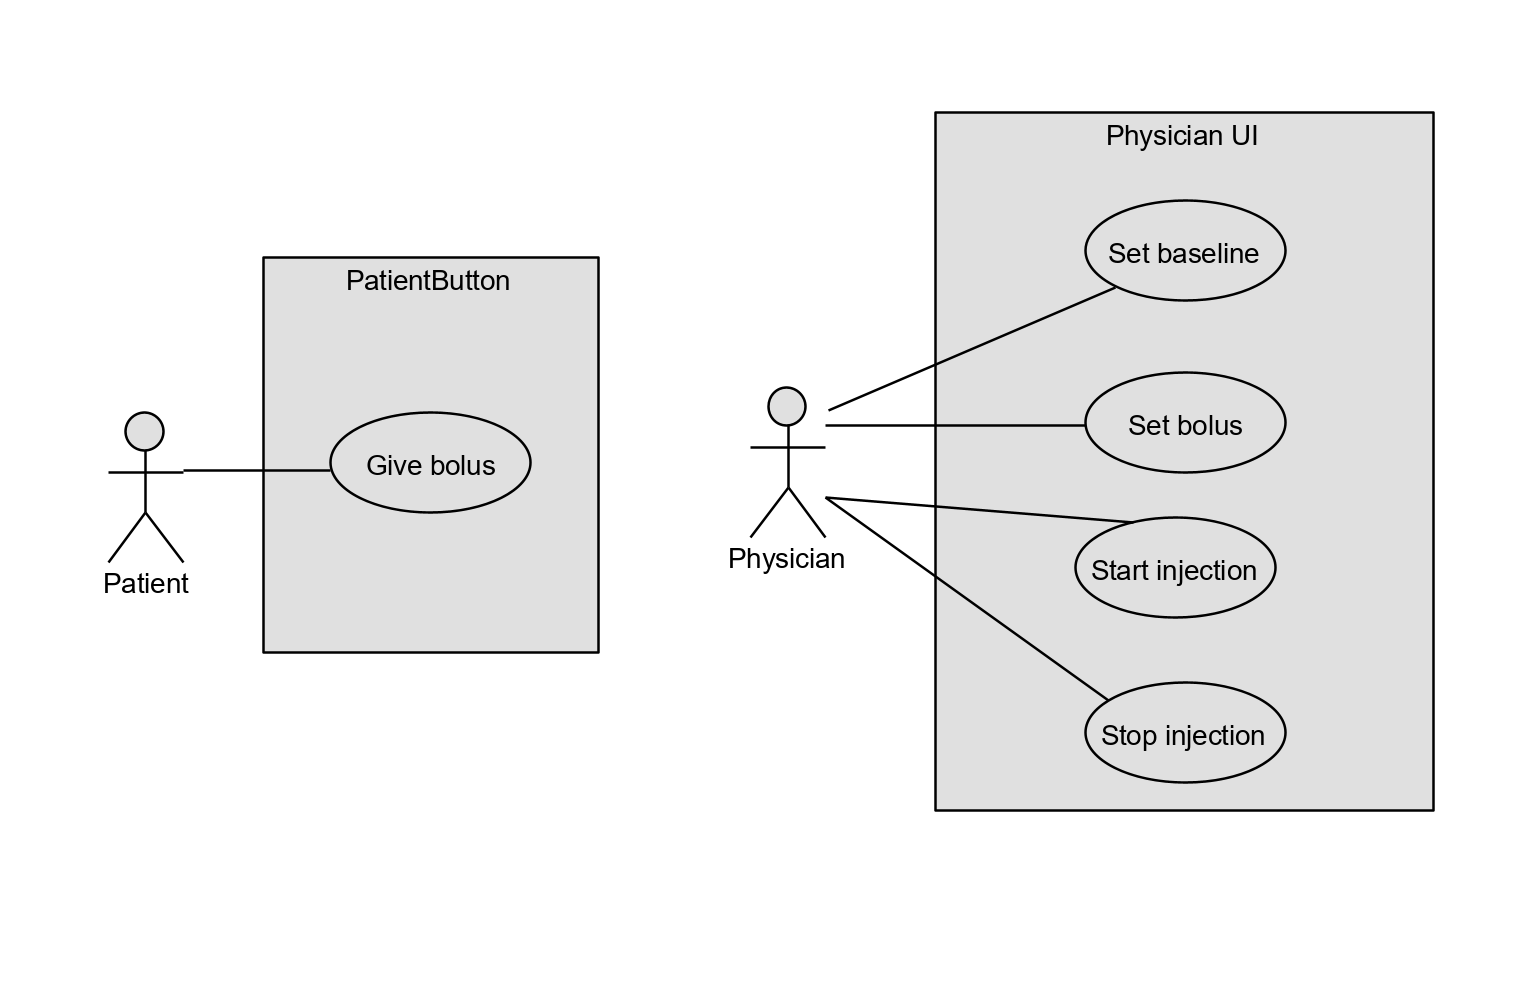 PatientButton
Give bolus
Patient
Physician UI
Set baseline
Set bolus
Start injection
Stop injection
Physician